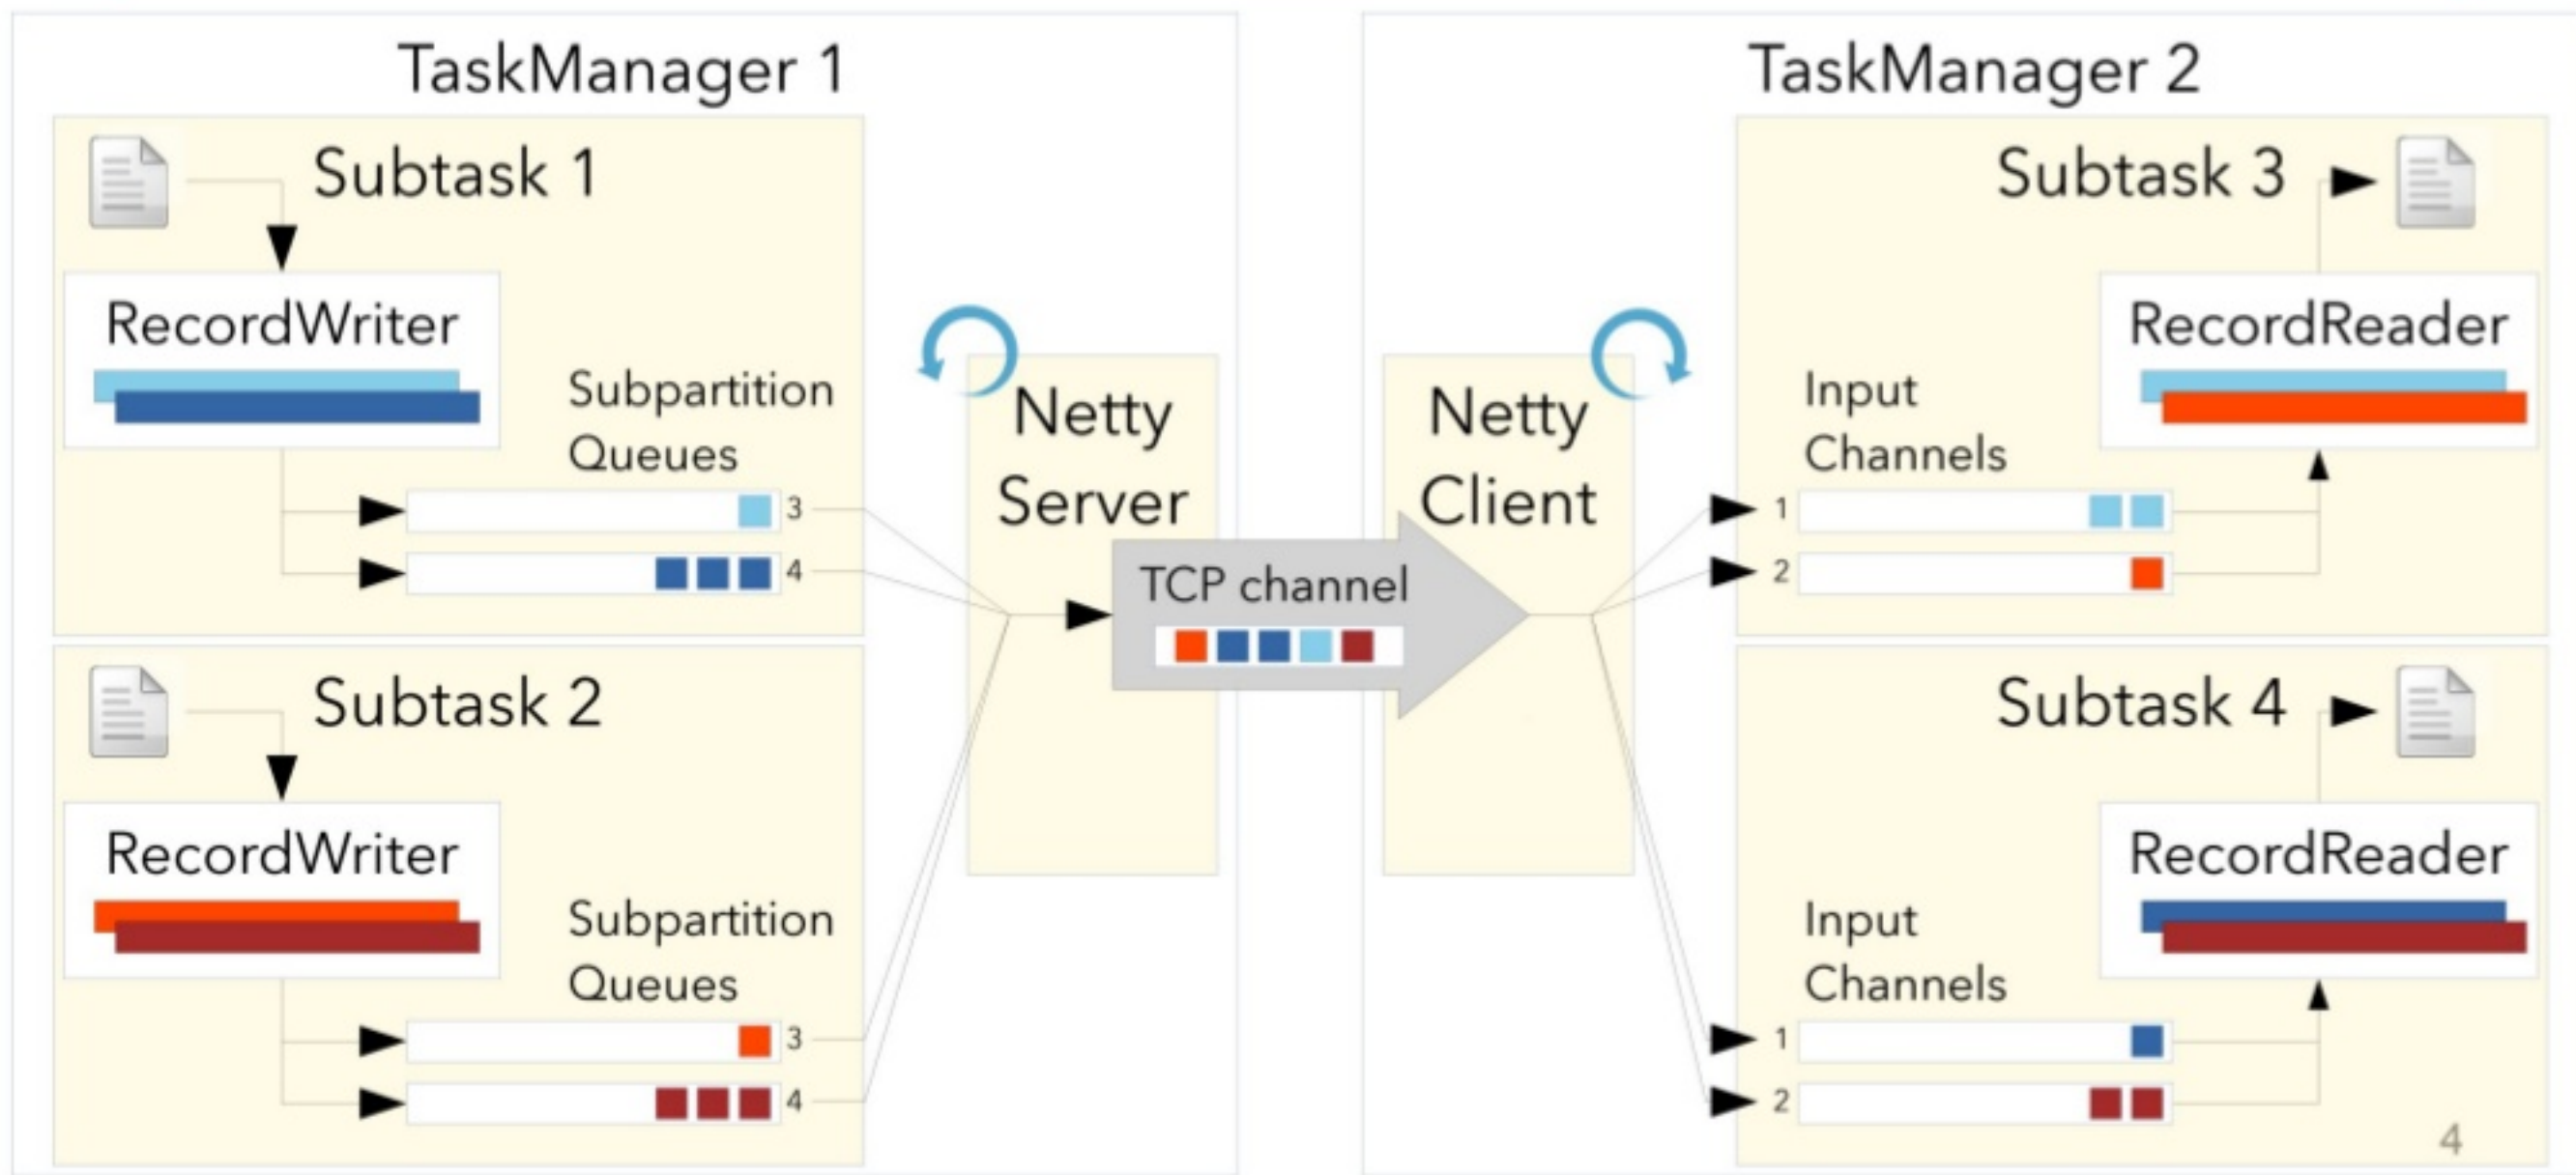 TaskManager 1
Subtask 1
RecordWriter
Subpartition
Queues
3
4
Subtask 2
RecordWriter
Subpartition
Queues
3
4
Netty
Server
TCP channel
TaskManager 2
Netty
Client
Subtask 3
RecordReader
Input
Channels
1
2
Subtask 4
RecordReader
Input
Channels
1
2
4